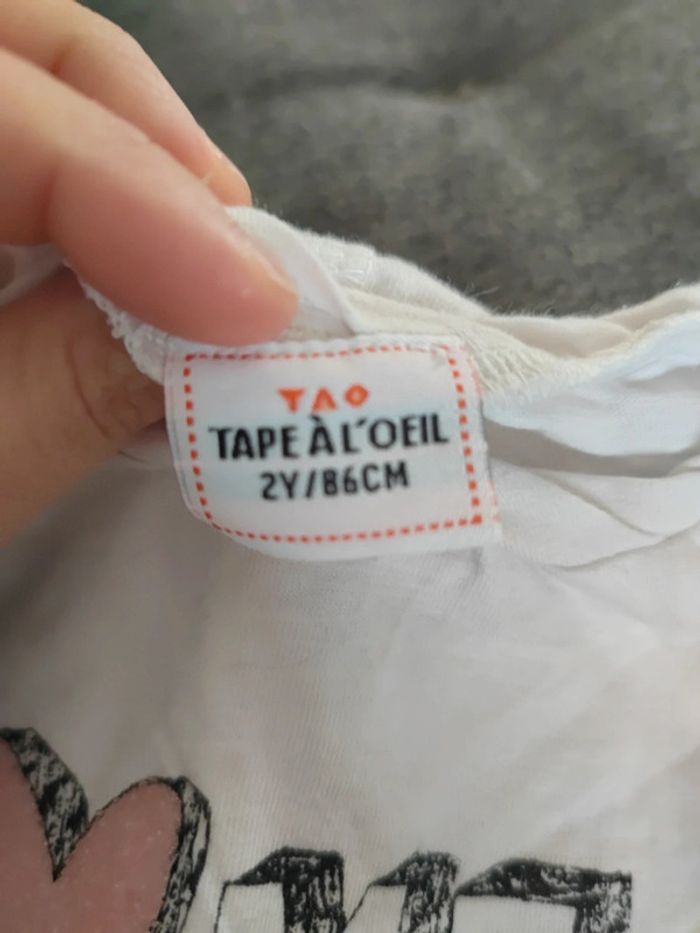 TAO
TAPE À L'OEIL
2Y/86CM